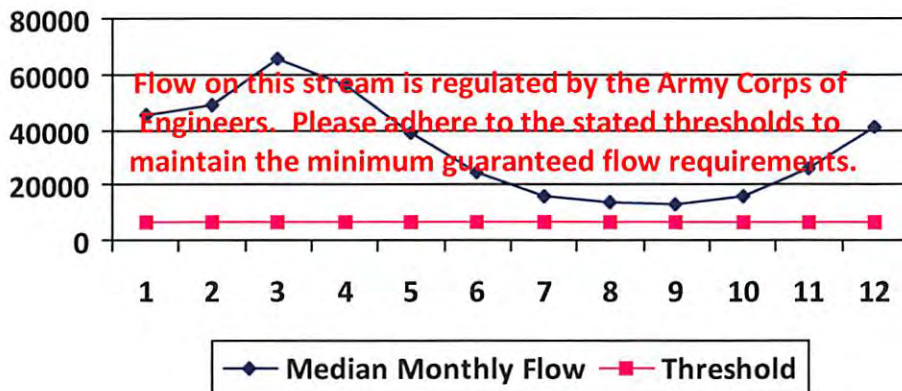 80000
60000
40000
20000
0
Flow on this stream is regulated by the Army Corps of
Engineers. Please adhere to the stated thresholds to
maintain the minimum guaranteed flow requirements.
1 2 3 4 5 6 7 8 9 10 11 12
Median Monthly Flow Threshold